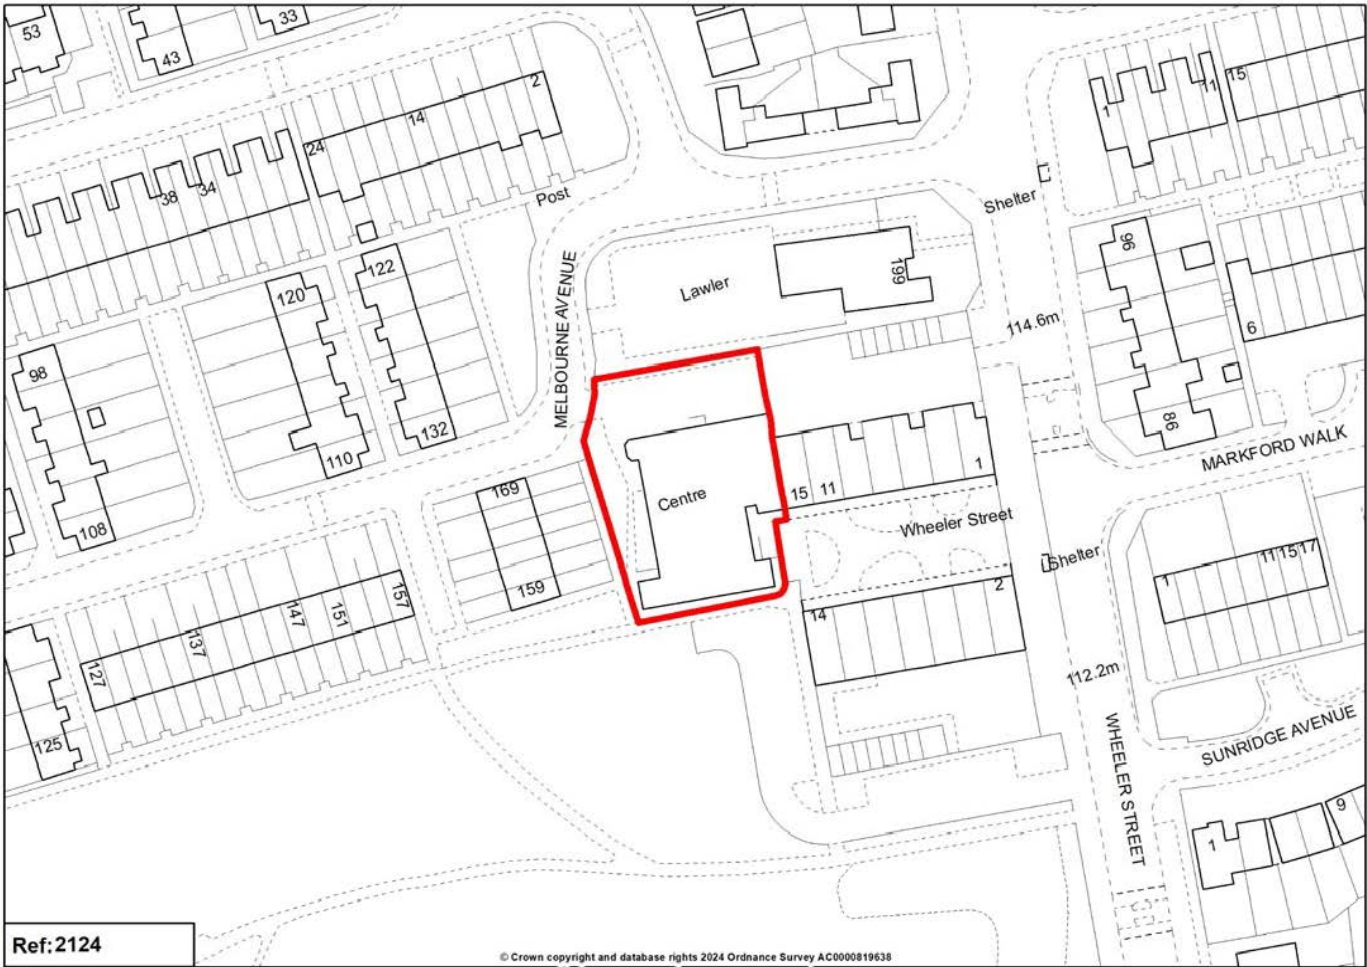 53
43
33
24
14
2
38
34
Post
1
11
15
Shelter
96
86
6
199
Lawler
114.6m
MELBOURNE AVENUE
122
120
132
110
98
108
169
159
Centre
15
11
1
Wheeler Street
MARKFORD WALK
Shelter
2
14
1
11
15
17
127
137
147
151
157
125
112.2m
SUNRIDGE AVENUE
WHEELER STREET
1
9
Ref:2124
© Crown copyright and database rights 2024 Ordnance Survey AC0000819638